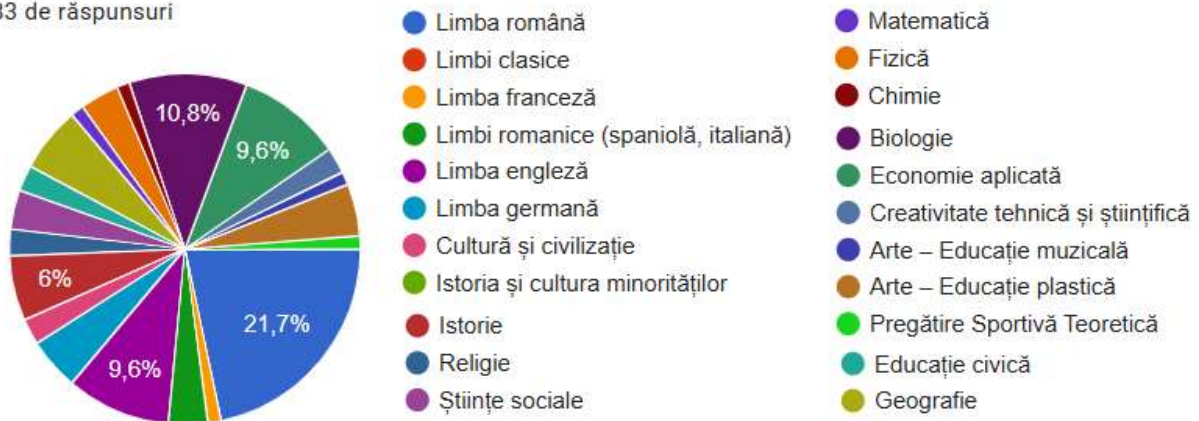 83 de răspunsuri
10,8%
9,6%
6%
21,7%
9,6%
Limba română
Limbi clasice
Limba franceză
Limbi romanice (spaniolă, italiană)
Limba engleză
Limba germană
Cultură și civilizație
Istoria și cultura minorităților
Istorie
Religie
Științe sociale
Matematică
Fizică
Chimie
Biologie
Economie aplicată
Creativitate tehnică și științifică
Arte – Educație muzicală
Arte – Educație plastică
Pregătire Sportivă Teoretică
Educație civică
Geografie